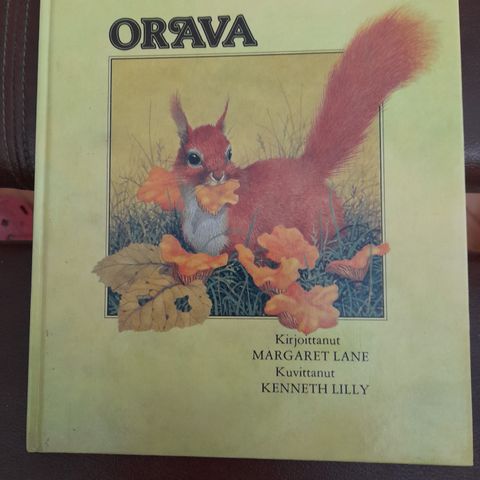 ORAVA
Kirjoittanut
MARGARET LANE
Kuvittanut
KENNETH LILLY